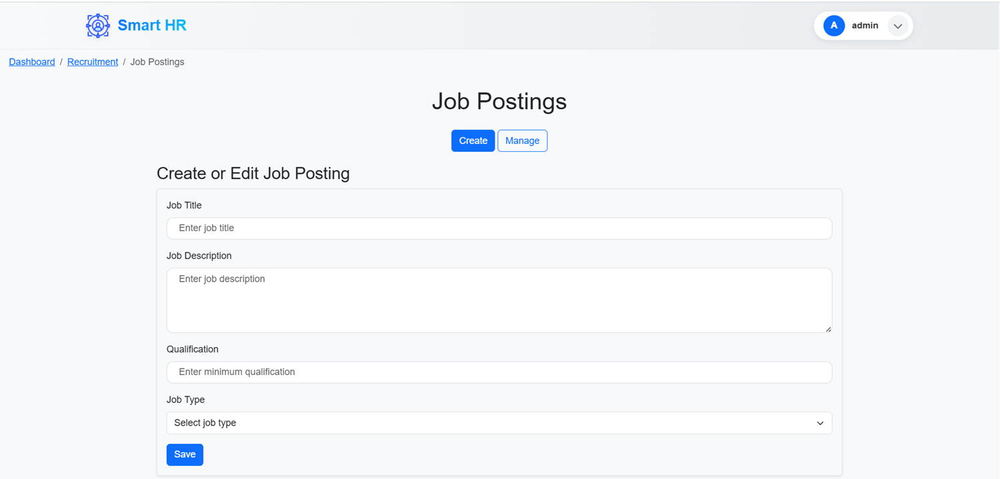 Smart HR
A admin
Dashboard / Recruitment / Job Postings
Job Postings
Create Manage
Create or Edit Job Posting
Job Title
Enter job title
Job Description
Enter job description
Qualification
Enter minimum qualification
Job Type
Select job type
Save